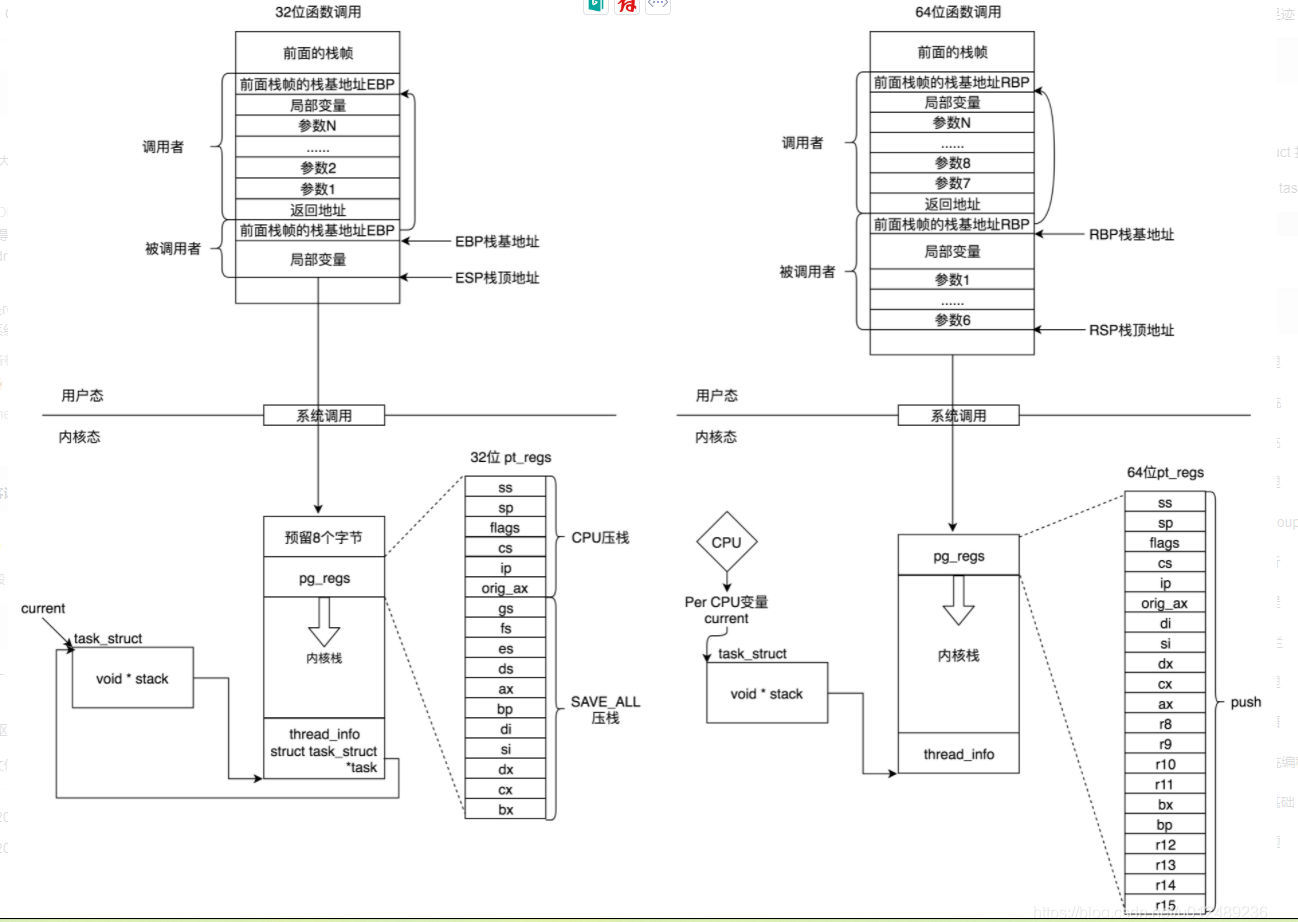 32位函数调用
前面的栈帧
前面栈帧的栈基地址EBP
局部变量
参数N
......
参数2
参数1
返回地址
前面栈帧的栈基地址EBP
局部变量
调用者
被调用者
EBP栈基地址
ESP栈顶地址
用户态
系统调用
内核态
预留8个字节
pg_regs
内核栈
thread_info
struct task_struct
*task
current
task_struct
void * stack
32位 pt_regs
ss
sp
flags
cs
ip
orig_ax
gs
fs
es
ds
ax
bp
di
si
dx
cx
bx
CPU压栈
SAVE_ALL
压栈
64位函数调用
前面的栈帧
前面栈帧的栈基地址RBP
局部变量
参数N
......
参数8
参数7
返回地址
前面栈帧的栈基地址RBP
局部变量
参数1
......
参数6
调用者
被调用者
RBP栈基地址
RSP栈顶地址
用户态
系统调用
内核态
CPU
Per CPU变量
current
task_struct
void * stack
pg_regs
内核栈
thread_info
64位pt_regs
ss
sp
flags
cs
ip
orig_ax
di
si
dx
cx
ax
r8
r9
r10
r11
bx
bp
r12
r13
r14
r15
push